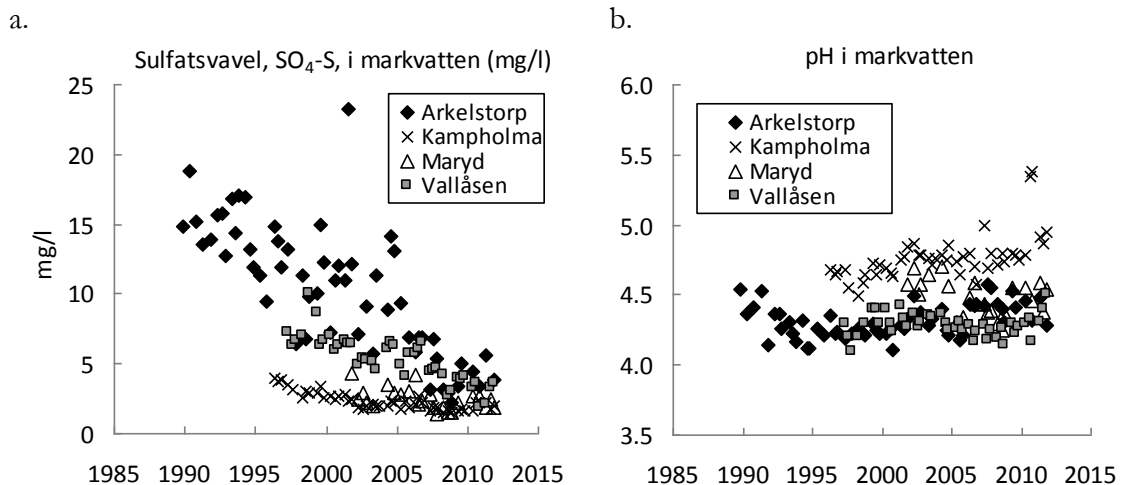 a.
Sulfatsvavel, SO₄-S, i markvatten (mg/l)
mg/l
25
20
15
10
5
0
Arkelstorp
Kampholma
Maryd
Vallåsen
1985 1990 1995 2000 2005 2010 2015
b.
pH i markvatten
6.0
5.5
5.0
4.5
4.0
3.5
Arkelstorp
Kampholma
Maryd
Vallåsen
1985 1990 1995 2000 2005 2010 2015